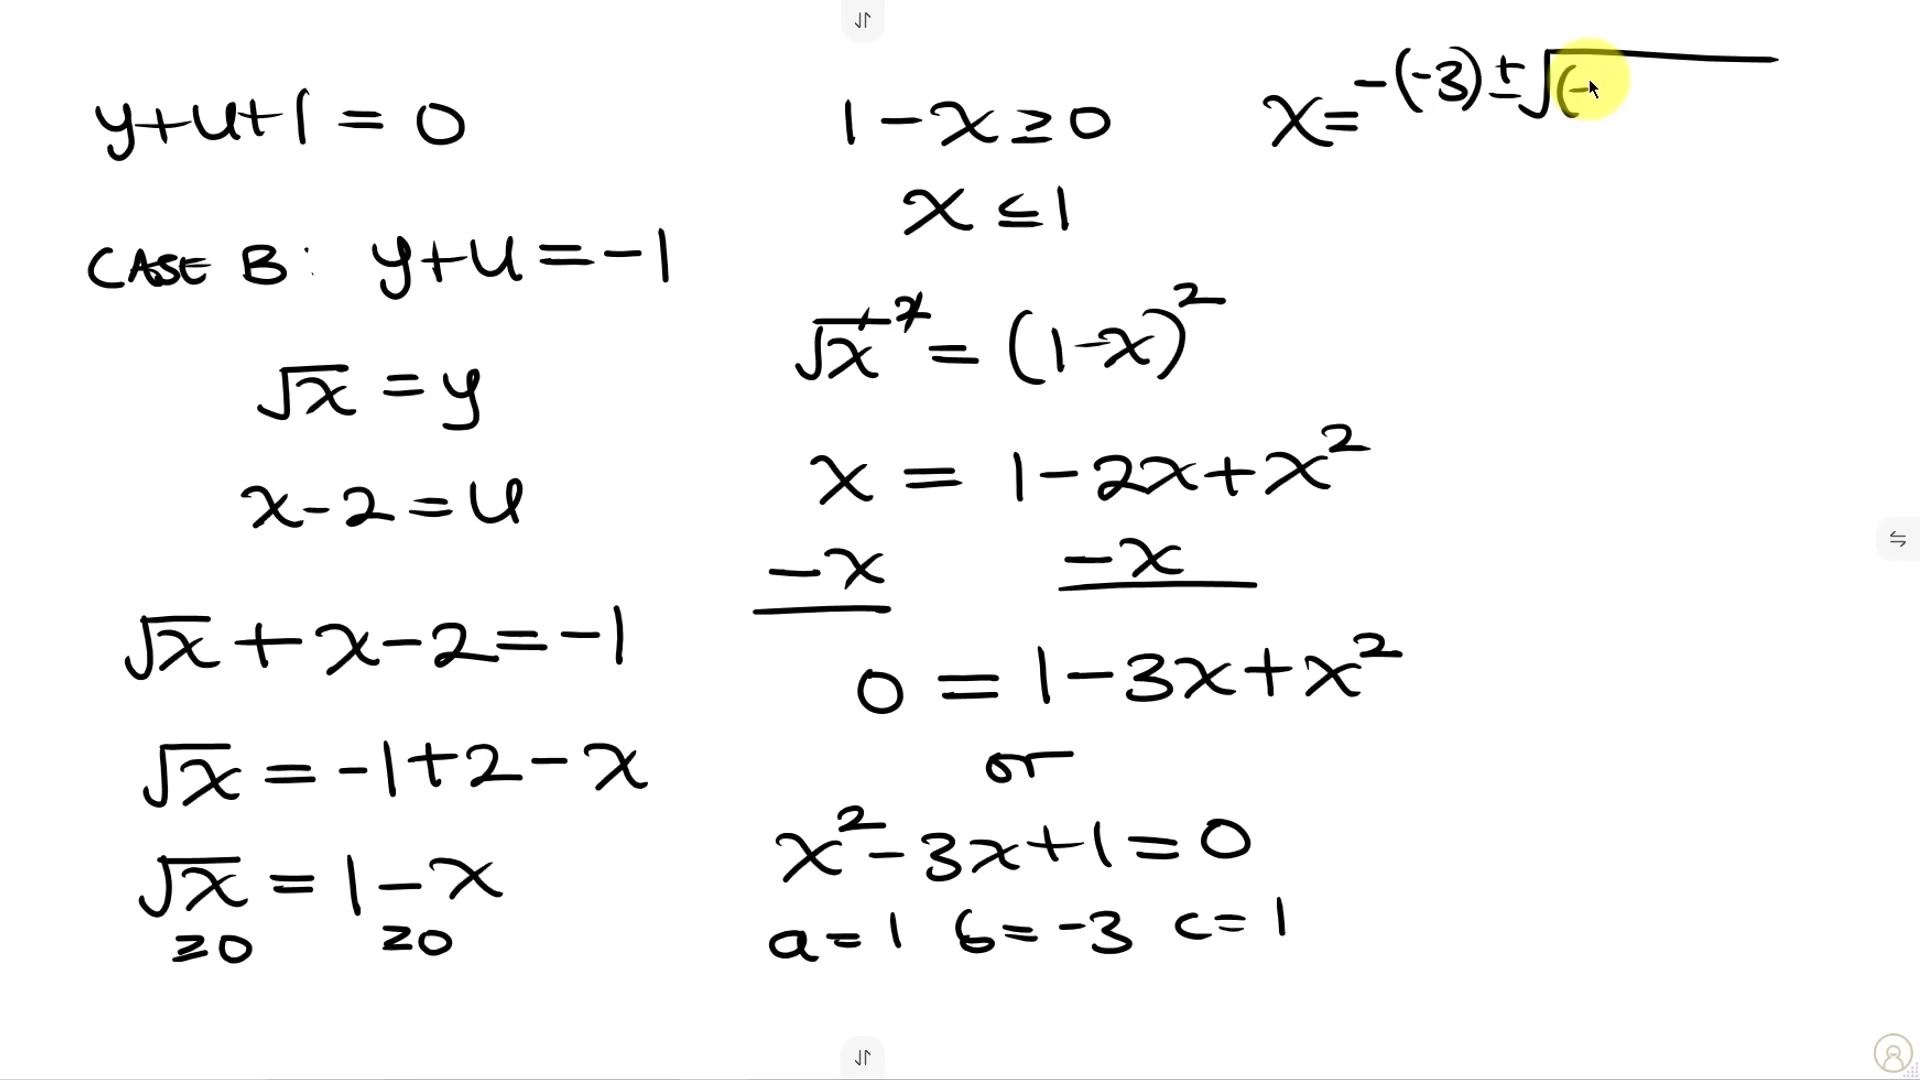 y+u+1 = 0
CASE B: y+u=-1
√x = y
x-2=u
√x + x-2=-1
√x = -1+2-x
√x = 1-x
≥0 ≥0
1-x≥0
x≤1
√x² = (1-x)²
x = 1-2x+x²
-x -x
0 = 1-3x+x²
or
x²-3x+1=0
a=1 b=-3 c=1
x= -(-3)±√(-